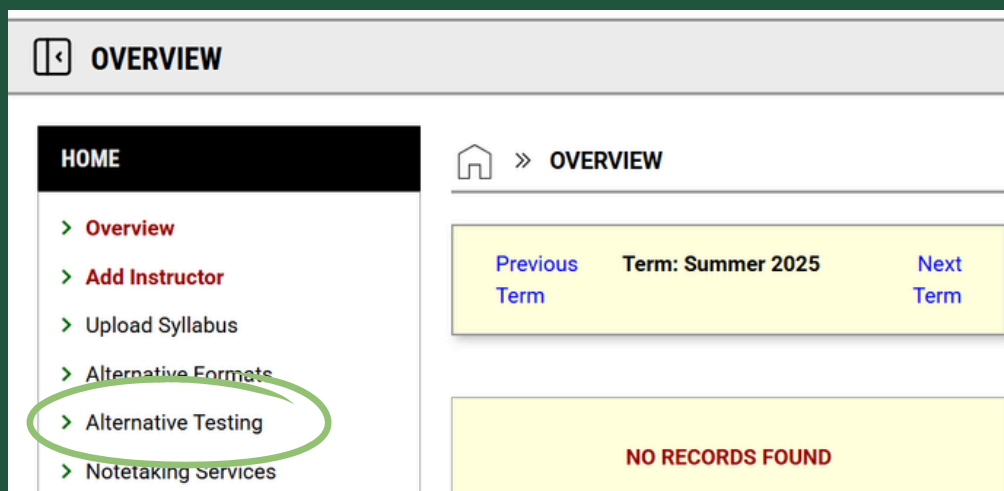 OVERVIEW
HOME
Overview
Add Instructor
Upload Syllabus
Alternative Formats
Alternative Testing
Notetaking Services
» OVERVIEW
Previous Term: Summer 2025 Next
Term Term
NO RECORDS FOUND